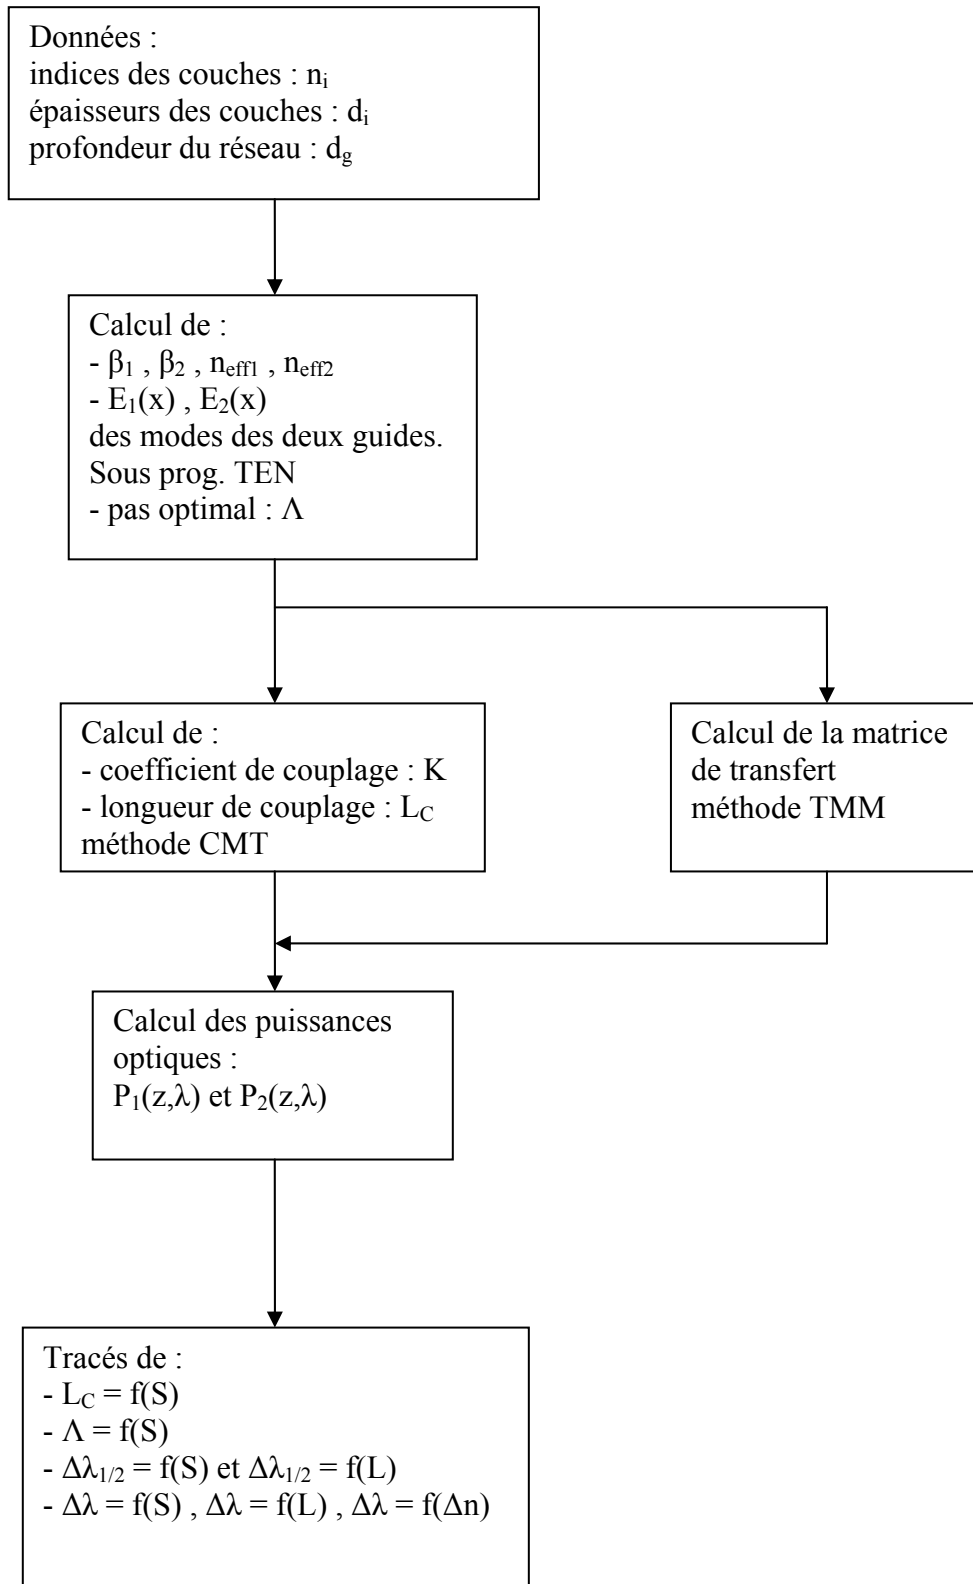 Données :
indices des couches : nᵢ
épaisseurs des couches : dᵢ
profondeur du réseau : d_g
Calcul de :
- β₁ , β₂ , n_eff1 , n_eff2
- E₁(x) , E₂(x)
des modes des deux guides.
Sous prog. TEN
- pas optimal : Λ
Calcul de :
- coefficient de couplage : K
- longueur de couplage : L_C
méthode CMT
Calcul de la matrice
de transfert
méthode TMM
Calcul des puissances
optiques :
P₁(z,λ) et P₂(z,λ)
Tracés de :
- L_C = f(S)
- Λ = f(S)
- Δλ₁/₂ = f(S) et Δλ₁/₂ = f(L)
- Δλ = f(S) , Δλ = f(L) , Δλ = f(Δn)